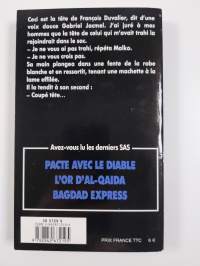 Ceci est la tête de François Duvalier, dit d'une
voix douce Gabriel Jacmel. J'ai juré à mes
hommes que la tête de celui qui m'avait trahi la
rejoindrait dans le sac.
– Je ne vous ai pas trahi, répéta Malko.
– Je ne vous crois pas.
Sa main plongea dans une fente de la robe
blanche et en ressortit, tenant une machette à la
lame effilée.
Il la tendit à son second :
– Coupé tête...
Avez-vous lu les derniers SAS
PACTE AVEC LE DIABLE
L'OR D'AL-QAIDA
BAGDAD EXPRESS
PRIX FRANCE TTC 6 €